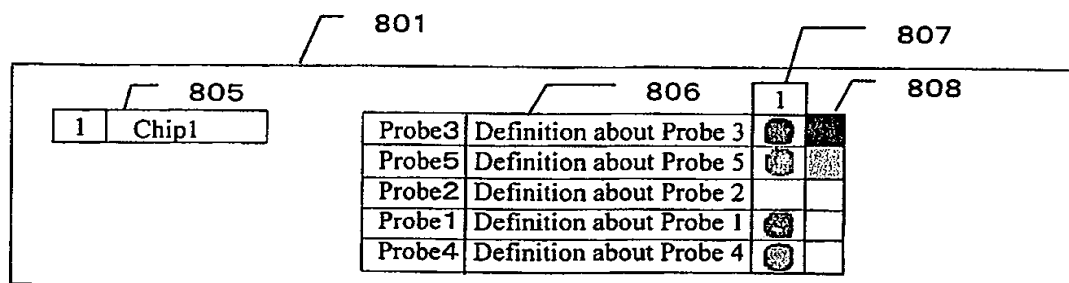 801
807
805
806
808
1
1 Chip1
Probe3 Definition about Probe 3
Probe5 Definition about Probe 5
Probe2 Definition about Probe 2
Probe1 Definition about Probe 1
Probe4 Definition about Probe 4